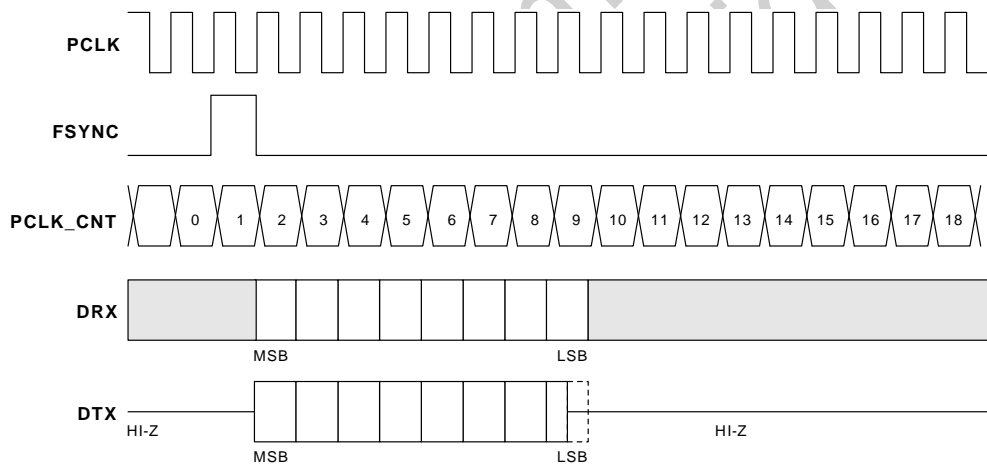 PCLK
FSYNC
PCLK_CNT 0 1 2 3 4 5 6 7 8 9 10 11 12 13 14 15 16 17 18
DRX
MSB LSB
DTX
HI-Z HI-Z
MSB LSB